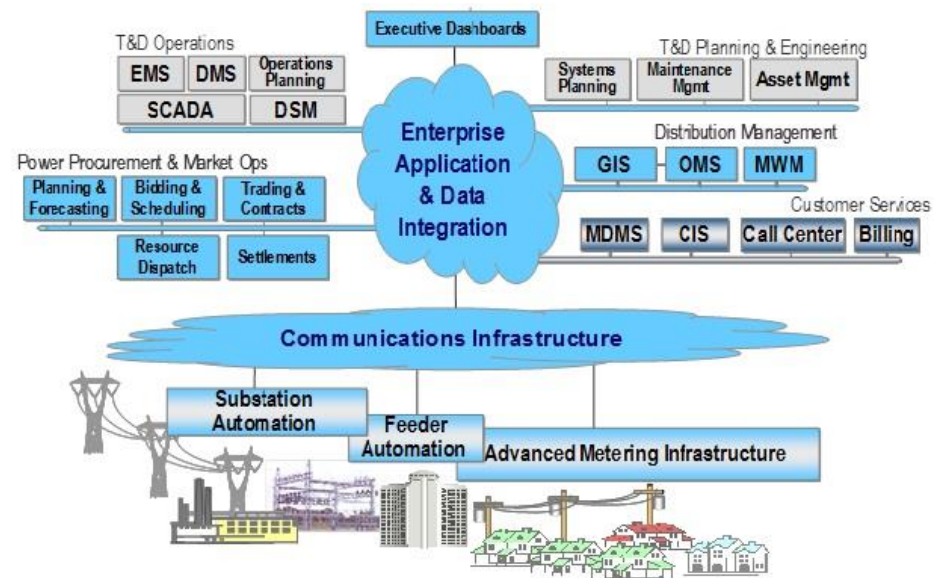 Executive Dashboards
T&D Operations
EMS
DMS
Operations
Planning
SCADA
DSM
T&D Planning & Engineering
Systems
Planning
Maintenance
Mgmt
Asset Mgmt
Enterprise
Application
& Data
Integration
Distribution Management
GIS
OMS
MWM
Power Procurement & Market Ops
Planning &
Forecasting
Bidding &
Scheduling
Trading &
Contracts
Resource
Dispatch
Settlements
Customer Services
MDMS
CIS
Call Center
Billing
Communications Infrastructure
Substation
Automation
Feeder
Automation
Advanced Metering Infrastructure